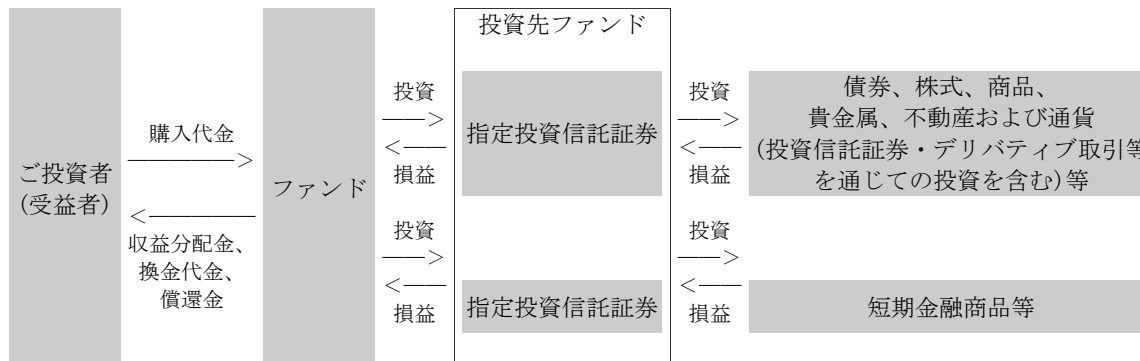 ご投資者
(受益者)
購入代金
————>
<————
収益分配金、
換金代金、
償還金
ファンド
投資
——>
<——
損益
投資
——>
<——
損益
投資先ファンド
指定投資信託証券
指定投資信託証券
投資
——>
<——
損益
投資
——>
<——
損益
債券、株式、商品、
貴金属、不動産および通貨
(投資信託証券・デリバティブ取引等
を通じての投資を含む)等
短期金融商品等